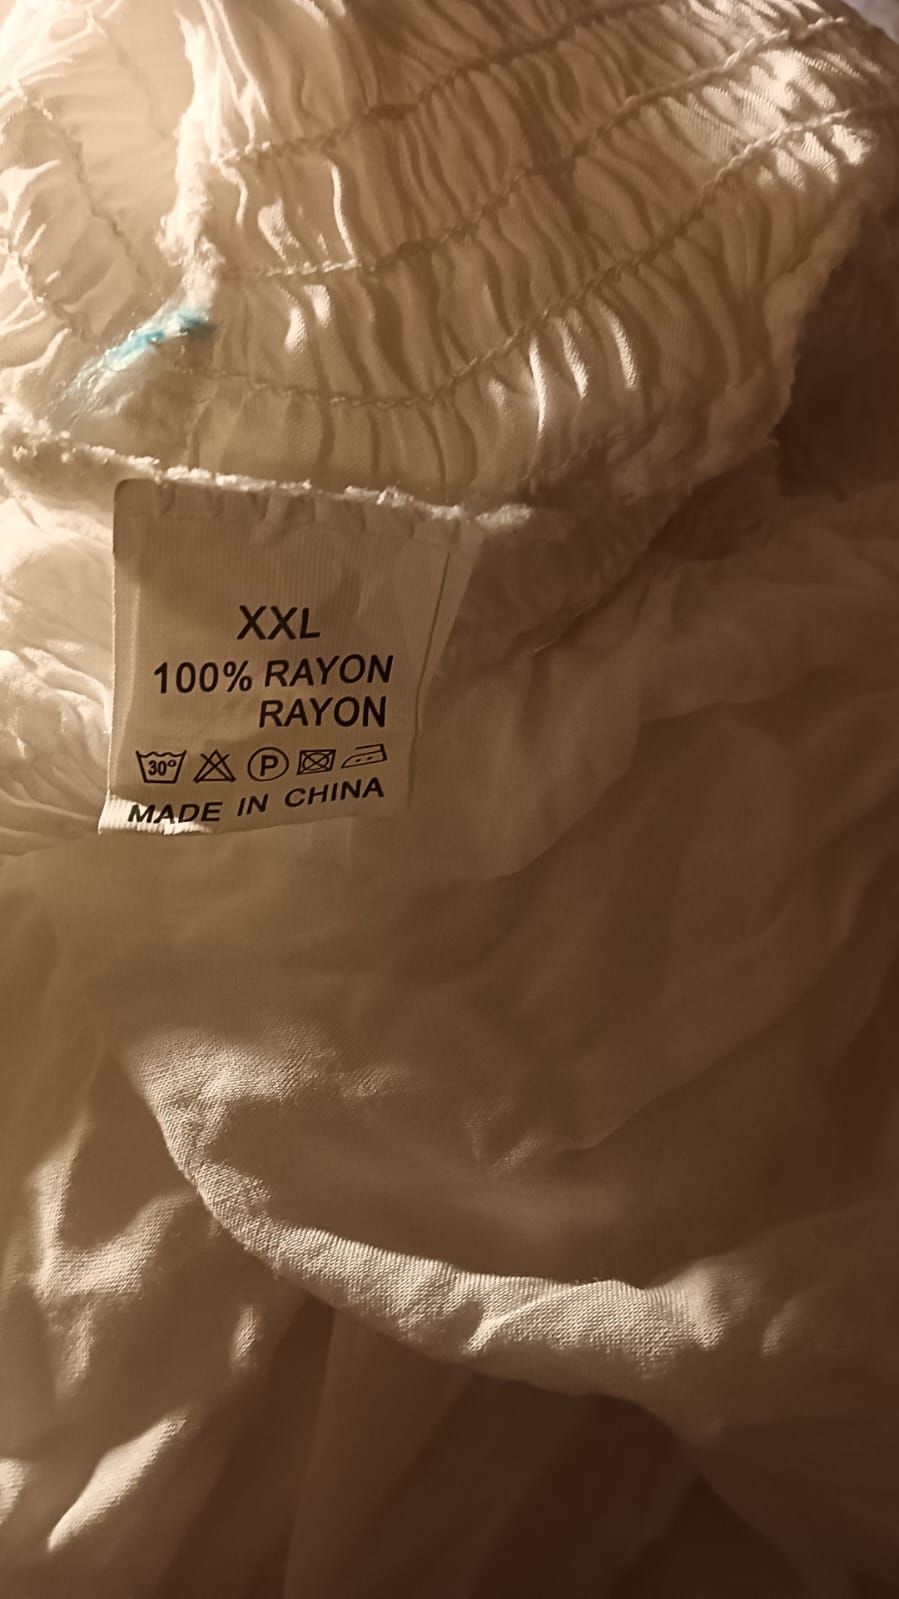 XXL
100% RAYON
RAYON
30° P
MADE IN CHINA